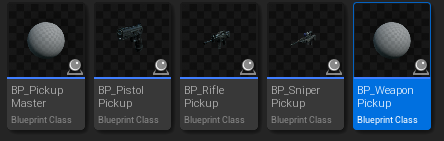 BP_Pickup
Master
Blueprint Class
BP_Pistol
Pickup
Blueprint Class
BP_Rifle
Pickup
Blueprint Class
BP_Sniper
Pickup
Blueprint Class
BP_Weapon
Pickup
Blueprint Class